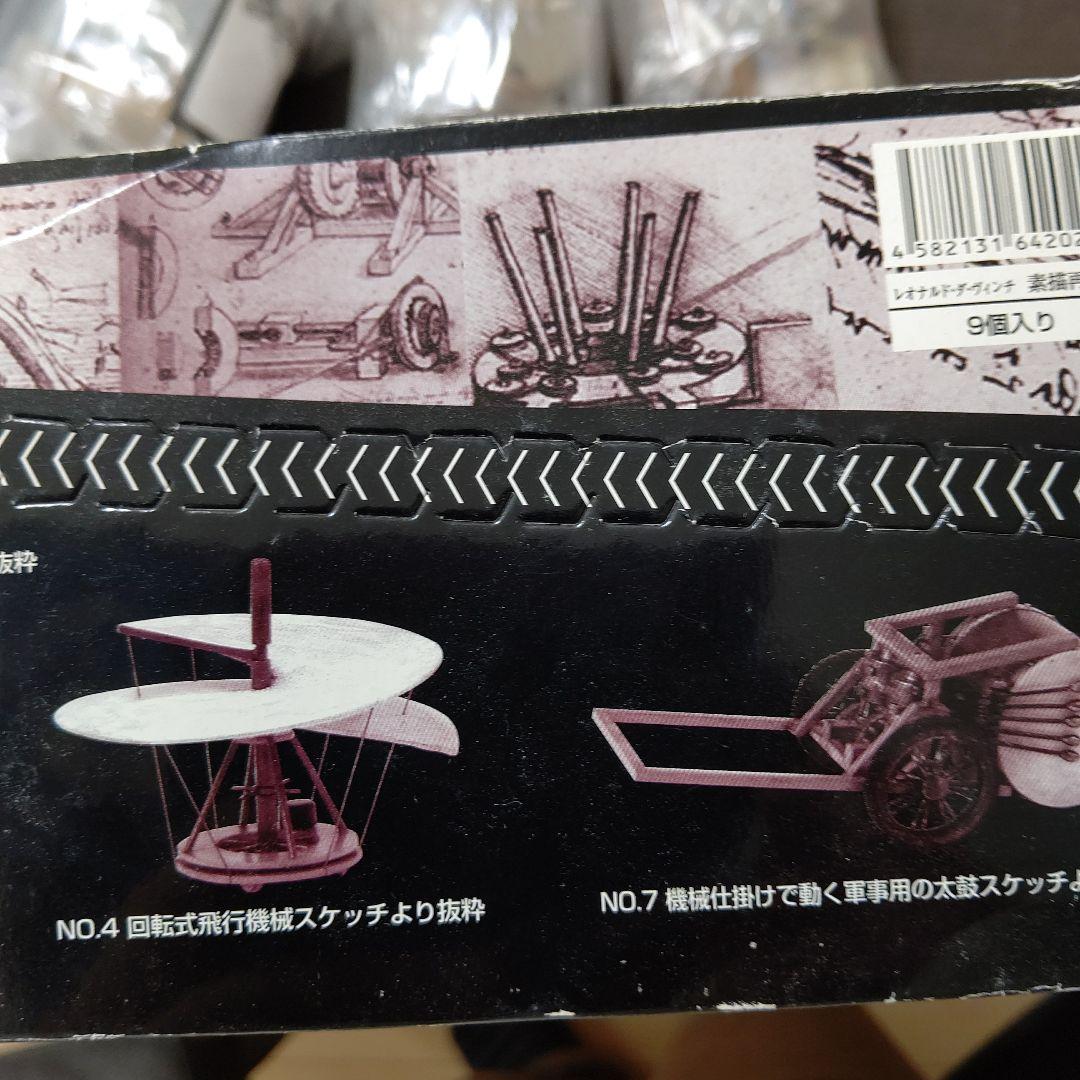 4 582131 64202
レオナルド・ダ・ヴィンチ 素描再
9個入り
抜粋
NO.4 回転式飛行機械スケッチより抜粋
NO.7 機械仕掛けで動く軍事用の太鼓スケッチよ